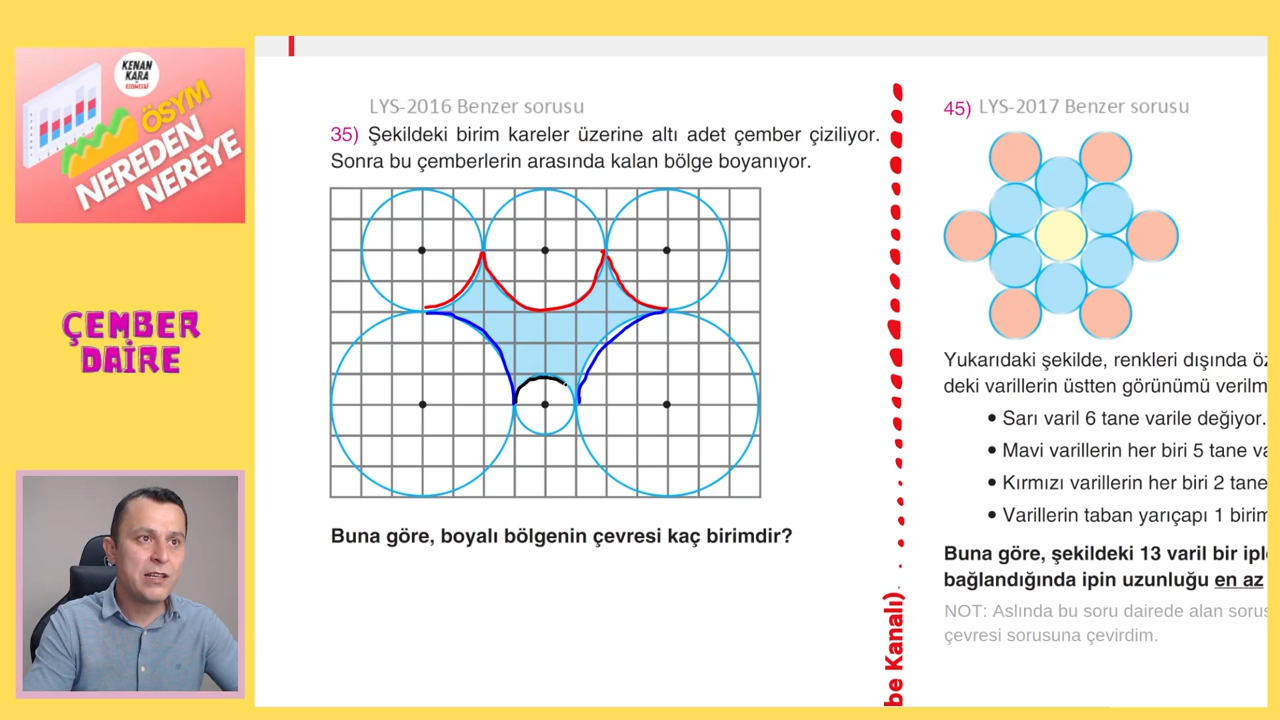 KENAN
KARA
ile
GEOMETRİ
ÖSYM
NEREDEN
NEREYE
ÇEMBER
DAİRE
LYS-2016 Benzer sorusu
35) Şekildeki birim kareler üzerine altı adet çember çiziliyor.
Sonra bu çemberlerin arasında kalan bölge boyanıyor.
Buna göre, boyalı bölgenin çevresi kaç birimdir?
be Kanalı)
45) LYS-2017 Benzer sorusu
Yukarıdaki şekilde, renkleri dışında öz
deki varillerin üstten görünümü verilm
• Sarı varil 6 tane varile değiyor.
• Mavi varillerin her biri 5 tane va
• Kırmızı varillerin her biri 2 tane
• Varillerin taban yarıçapı 1 birim
Buna göre, şekildeki 13 varil bir iple
bağlandığında ipin uzunluğu en az
NOT: Aslında bu soru dairede alan sorus
çevresi sorusuna çevirdim.